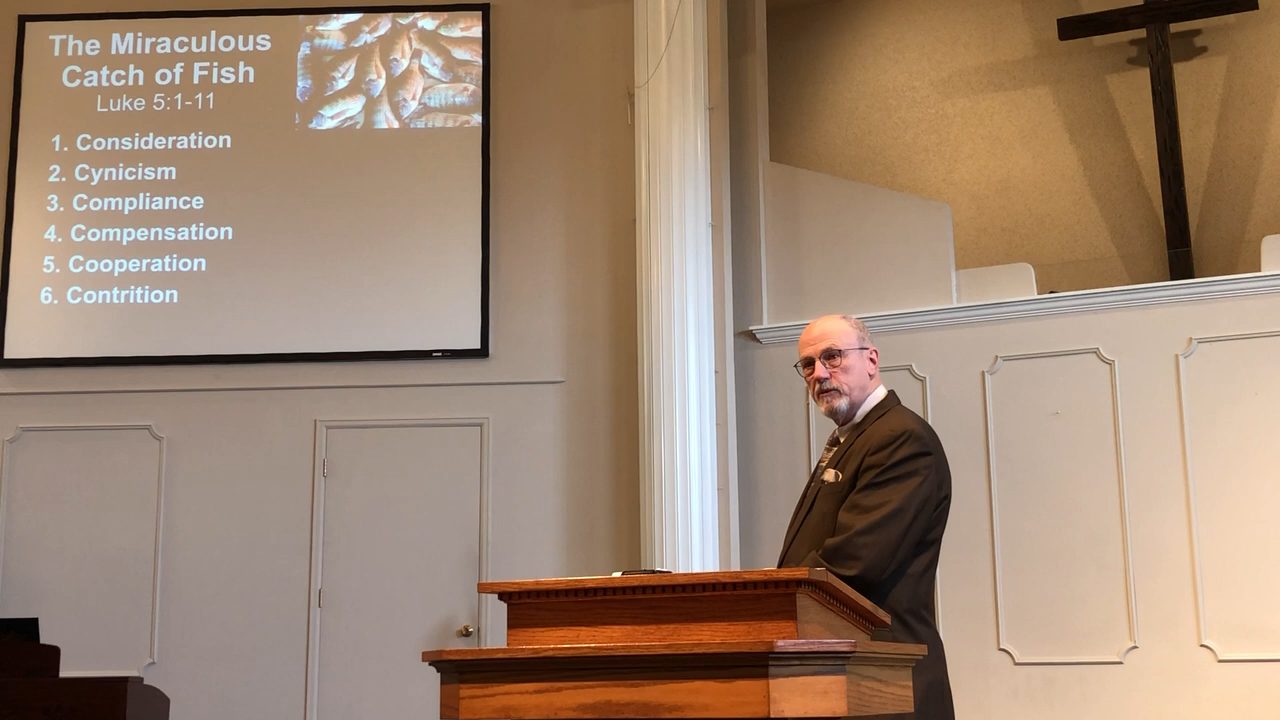 The Miraculous
Catch of Fish
Luke 5:1-11
1. Consideration
2. Cynicism
3. Compliance
4. Compensation
5. Cooperation
6. Contrition